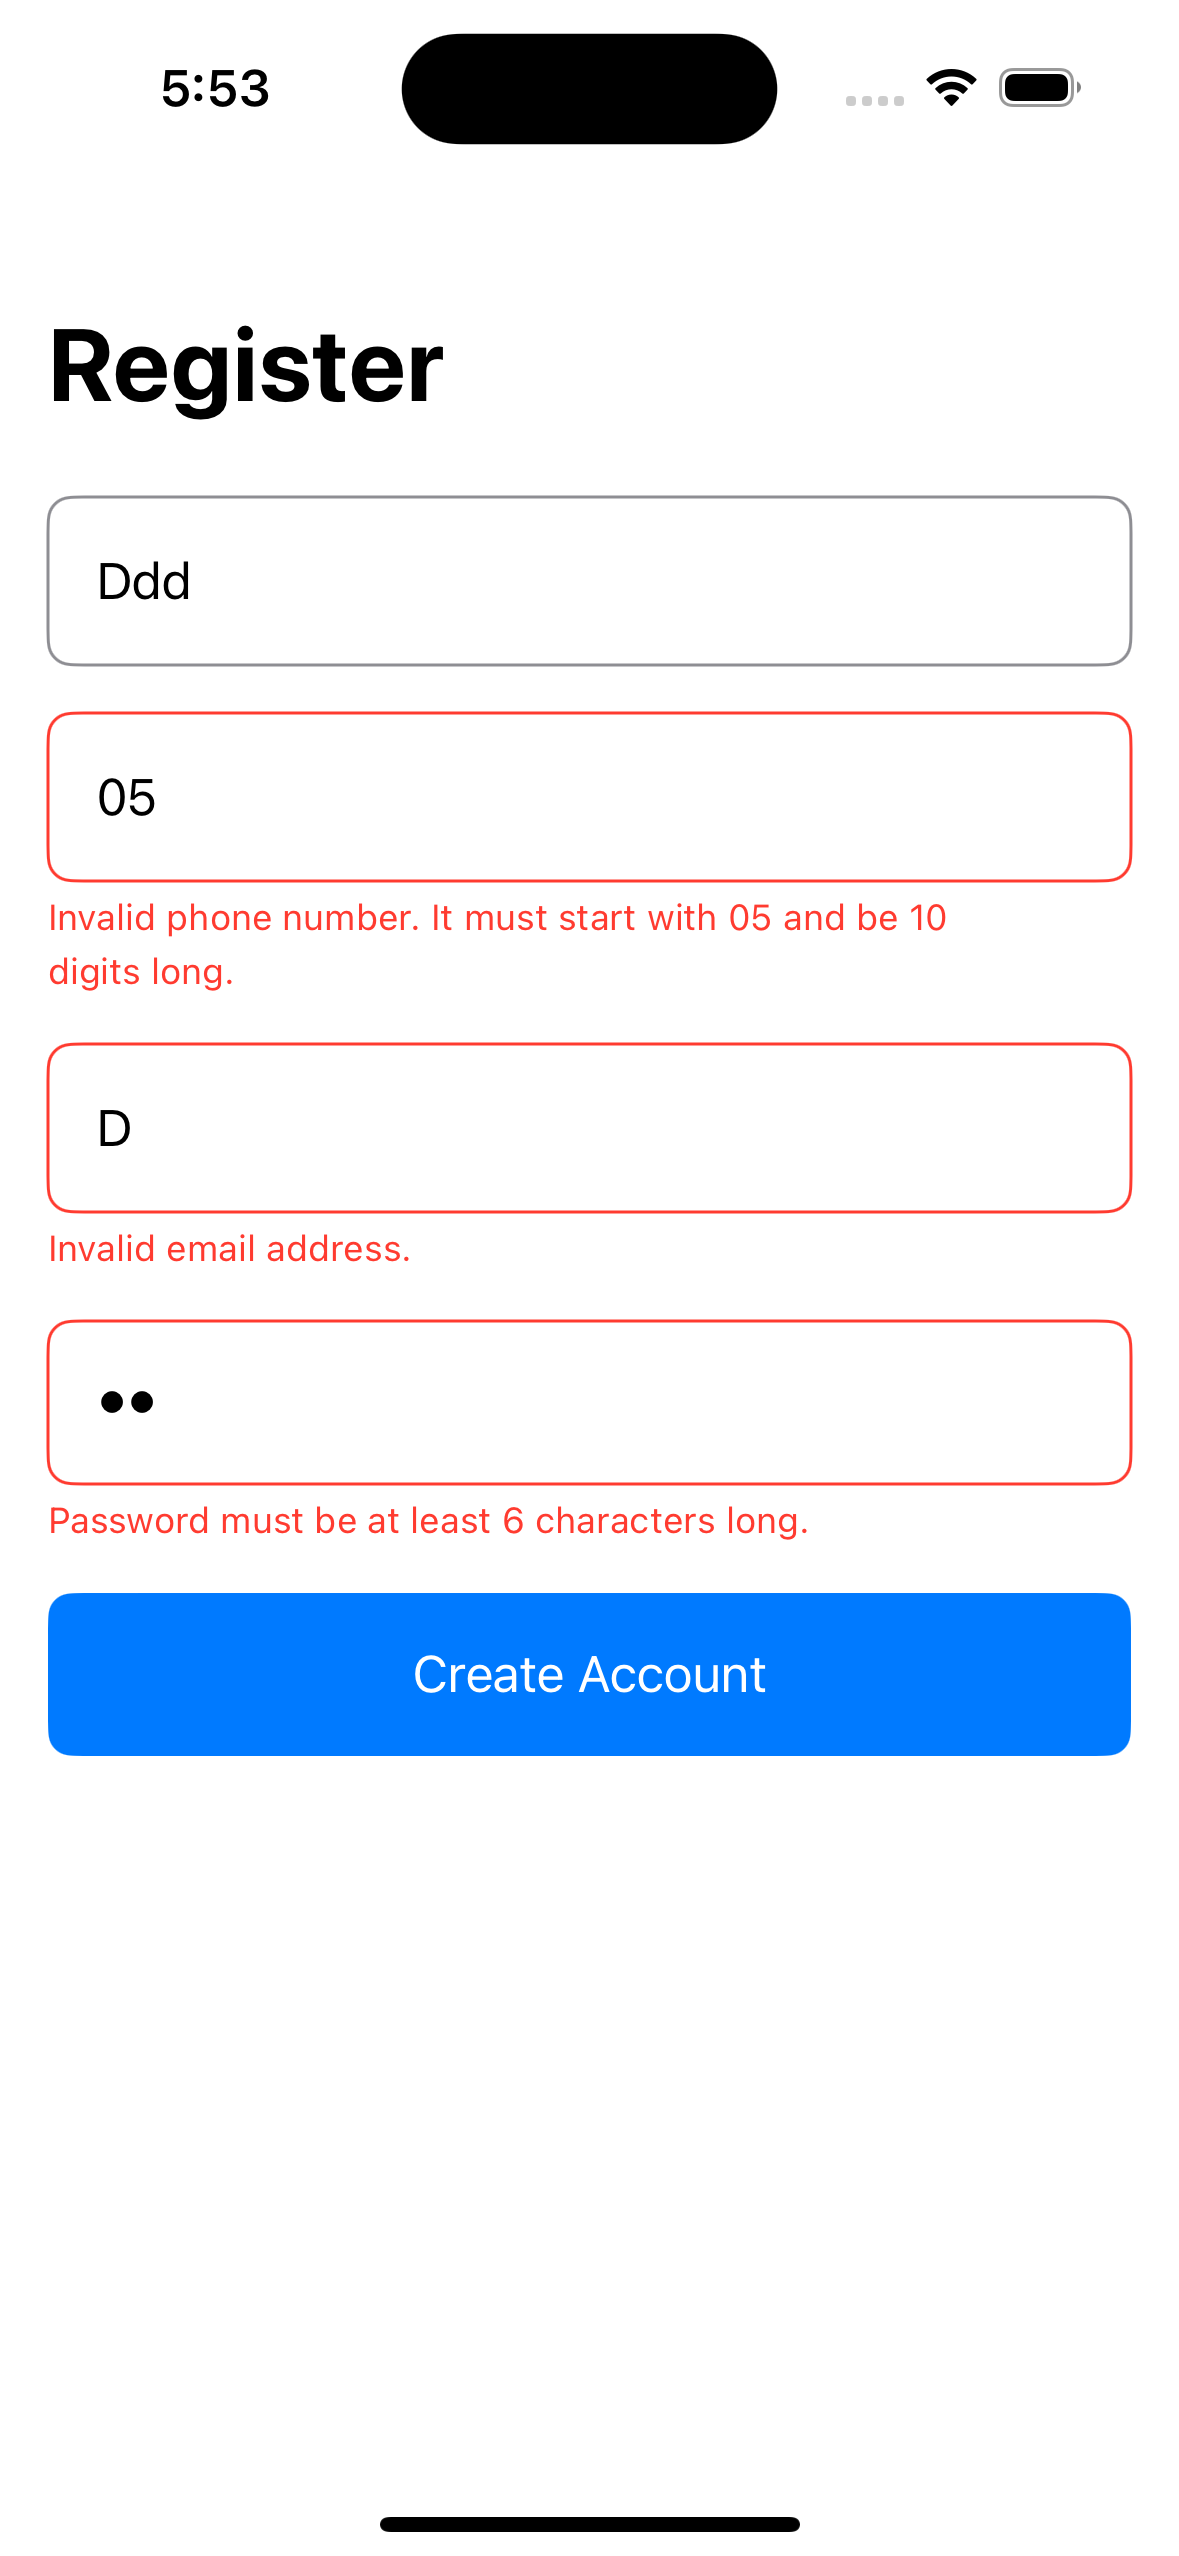 5:53
Register
Ddd
05
Invalid phone number. It must start with 05 and be 10
digits long.
D
Invalid email address.
••
Password must be at least 6 characters long.
Create Account